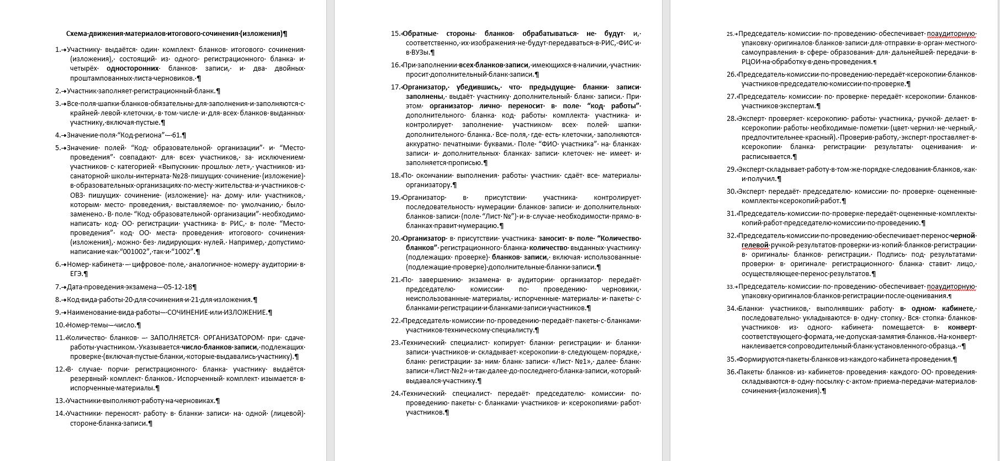 Схема движения материалов итогового сочинения (изложения)¶
1. Участнику выдаётся один комплект бланков итогового сочинения
(изложения), состоящий из одного регистрационного бланка и
четырёх односторонних бланков записи, и два двойных
проштампованных листа черновиков. ¶
2. Участник заполняет регистрационный бланк.¶
3. Все поля шапки бланков обязательны для заполнения и заполняются с
крайней левой клеточки, в том числе и для всех бланков выданных
участнику, включая пустые.¶
4. Значение поля “Код региона” – 61.¶
5. Значение полей “Код образовательной организации” и “Место
проведения” совпадают для всех участников, за исключением
участников с категорией «Выпускник прошлых лет», участников из
санаторной школы-интерната №28 пишущих сочинение (изложение)
в образовательных организациях по месту жительства и участников с
ОВЗ пишущих сочинение (изложение) на дому или участников,
которым место проведения, выставляемое по умолчанию, было
заменено. В поле “Код образовательной организации” необходимо
написать код ОО регистрации участника в РИС, в поле “Место
проведения” код ОО места проведения итогового сочинения
(изложения), можно без лидирующих нулей. Например, допустимо
написание как “001002”, так и “1002”.¶
6. Номер кабинета – цифровое поле, аналогичное номеру аудитории в
ЕГЭ.¶
7. Дата проведения экзамена – 05-12-18¶
8. Код вида работы 20 для сочинения и 21 для изложения.¶
9. Наименование вида работы – СОЧИНЕНИЕ или ИЗЛОЖЕНИЕ.¶
10. Номер темы – число.¶
11. Количество бланков – ЗАПОЛНЯЕТСЯ ОРГАНИЗАТОРОМ при сдаче
работы участником. Указывается число бланков записи, подлежащих
проверке (включая пустые бланки, которые выдавались участнику).¶
12. В случае порчи регистрационного бланка участнику выдаётся
резервный комплект бланков. Испорченный комплект изымается в
испорченные материалы.¶
13. Участники выполняют работу на черновиках.¶
14. Участники переносят работу в бланки записи на одной (лицевой)
стороне бланка записи.¶
15. Обратные стороны бланков обрабатываться не будут и,
соответственно, их изображения не будут передаваться в РИС, ФИС и
в ВУЗы.¶
16. При заполнении всех бланков записи, имеющихся в наличии, участник
просит дополнительный бланк записи.¶
17. Организатор, убедившись, что предыдущие бланки записи
заполнены, выдаёт участнику дополнительный бланк записи. При
этом организатор лично переносит в поле “код работы”
дополнительного бланка код работы комплекта участника и
контролирует заполнение участником всех полей шапки
дополнительного бланка. Все поля, где есть клеточки, заполняются
аккуратно печатными буквами. Поле “ФИО участника” на бланках
записи и дополнительных бланках записи клеточек не имеет и
заполняется прописью.¶
18. По окончании выполнения работы участник сдаёт все материалы
организатору.¶
19. Организатор в присутствии участника контролирует
последовательность нумерации бланков записи и дополнительных
бланков записи (поле “Лист №”) и в случае необходимости прямо в
бланках правит нумерацию.¶
20. Организатор в присутствии участника заносит в поле “Количество
бланков” регистрационного бланка количество выданных участнику
(подлежащих проверке) бланков записи, включая использованные
(подлежащие проверке) дополнительные бланки записи.¶
21. По завершению экзамена в аудитории организатор передаёт
председателю комиссии по проведению черновики,
неиспользованные материалы, испорченные материалы и пакеты с
бланками регистрации и бланками записи участников.¶
22. Председатель комиссии по проведению передаёт пакеты с бланками
участников техническому специалисту.¶
23. Технический специалист копирует бланки регистрации и бланки
записи участников и складывает ксерокопии в следующем порядке,
бланк регистрации за ним бланк записи «Лист №1», далее бланк
записи «Лист №2» и так далее до последнего бланка записи, который
выдавался участнику.¶
24. Технический специалист передаёт председателю комиссии по
проведению пакеты с бланками участников и ксерокопиями работ
участников.¶
25. Председатель комиссии по проведению обеспечивает поаудиторную
упаковку оригиналов бланков записи для отправки в орган местного
самоуправления в сфере образования для дальнейшей передачи в
РЦОИ на обработку в день проведения.¶
26. Председатель комиссии по проведению передаёт ксерокопии бланков
участников председателю комиссии по проверке.¶
27. Председатель комиссии по проверке передаёт ксерокопии бланков
участников экспертам.¶
28. Эксперт проверяет ксерокопию работы участника, ручкой делает в
ксерокопии работы необходимые пометки (цвет чернил не черный,
предпочтительнее красный). Проверив работу, эксперт проставляет в
ксерокопии бланка регистрации результаты оценивания и
расписывается.¶
29. Эксперт складывает работу в том же порядке следования бланков, как
и получил.¶
30. Эксперт передаёт председателю комиссии по проверке оцененные
комплекты ксерокопий работ.¶
31. Председатель комиссии по проверке передаёт оцененные комплекты
копий работ председателю комиссии по проведению.¶
32. Председатель комиссии по проведению обеспечивает перенос черной
гелевой ручкой результатов проверки из копий бланков регистрации
в оригиналы бланков регистрации. Подпись под результатами
проверки в оригинале регистрационного бланка ставит лицо,
осуществляющее перенос результатов.¶
33. Председатель комиссии по проведению обеспечивает поаудиторную
упаковку оригиналов бланков регистрации после оценивания.¶
34. Бланки участников, выполнявших работу в одном кабинете,
последовательно укладываются в одну стопку. Вся стопка бланков
участников из одного кабинета помещается в конверт
соответствующего формата, не допуская замятия бланков. На конверт
наклеивается сопроводительный бланк установленного образца. ¶
35. Формируются пакеты бланков из каждого кабинета проведения.¶
36. Пакеты бланков из кабинетов проведения каждого ОО проведения
складываются в одну посылку с актом приема-передачи материалов
сочинения (изложения).¶